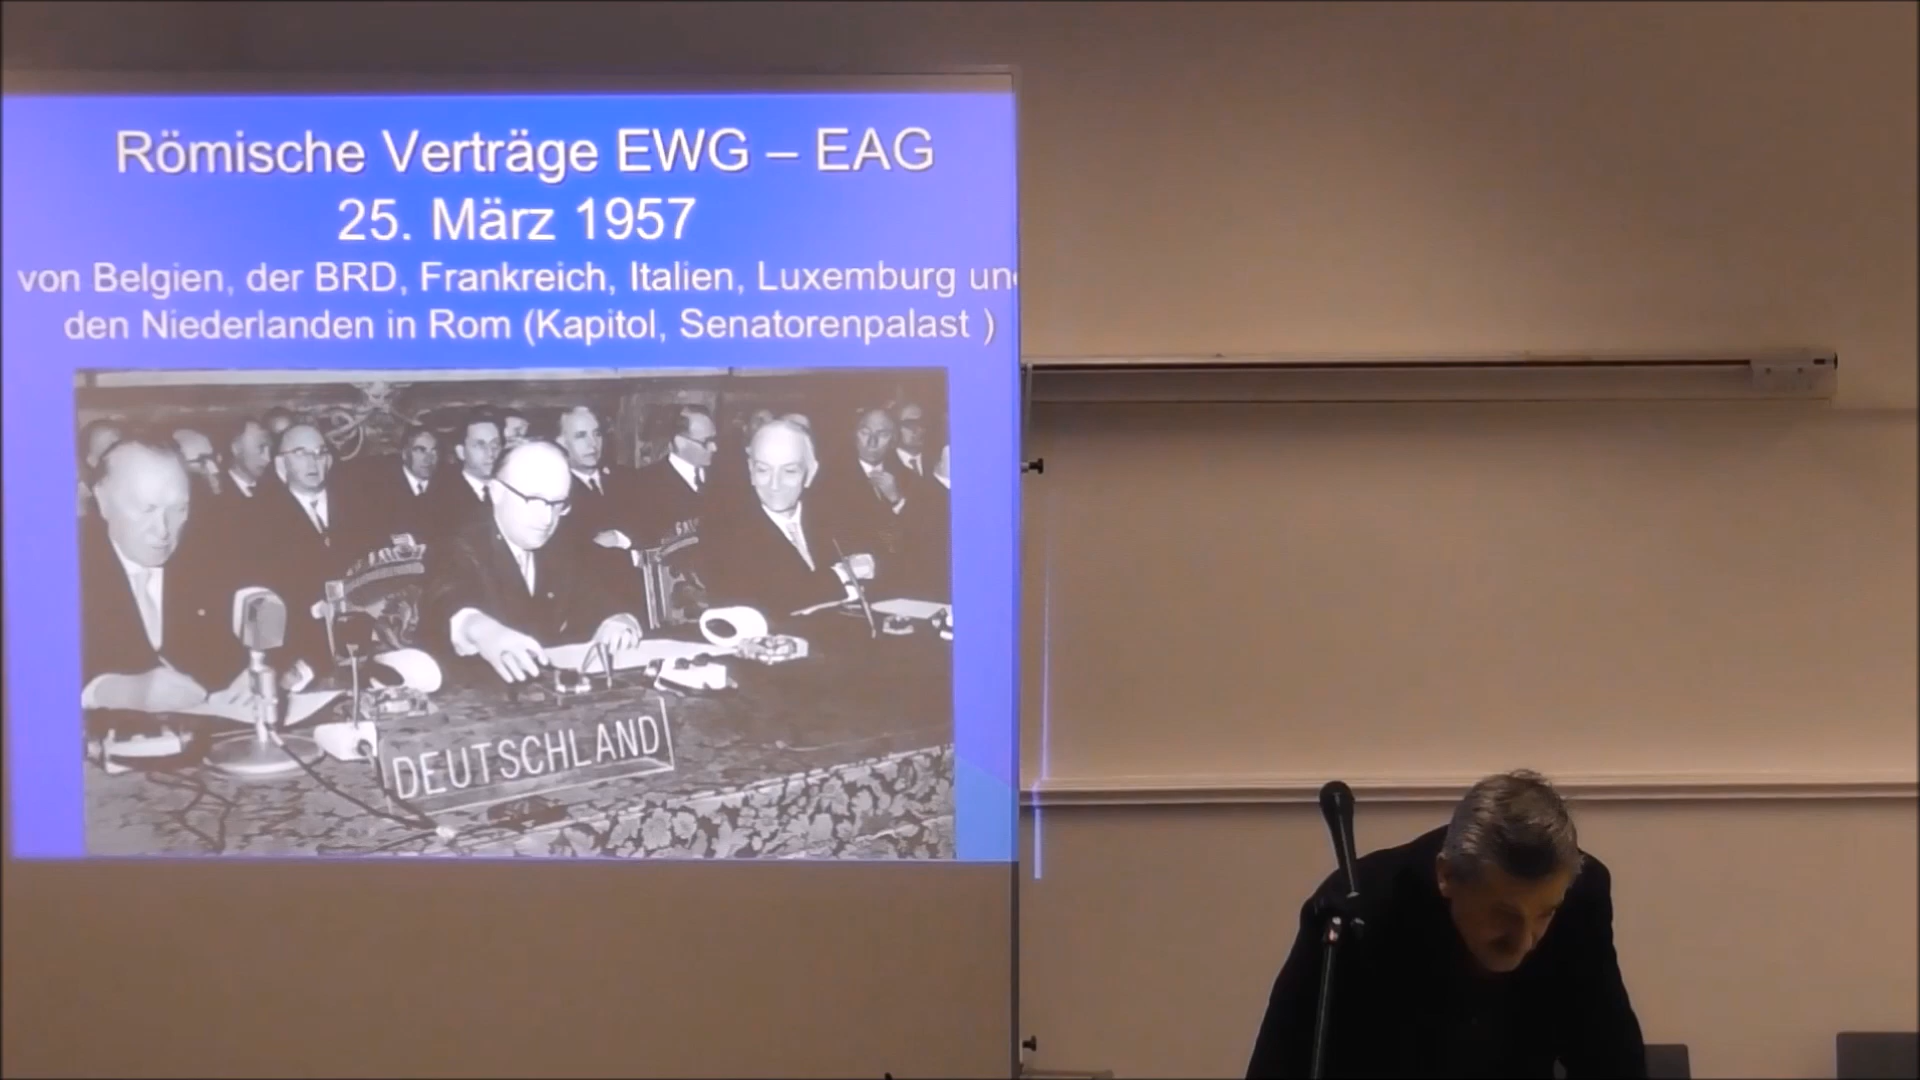 Römische Verträge EWG – EAG
25. März 1957
von Belgien, der BRD, Frankreich, Italien, Luxemburg un
den Niederlanden in Rom (Kapitol, Senatorenpalast )
DEUTSCHLAND